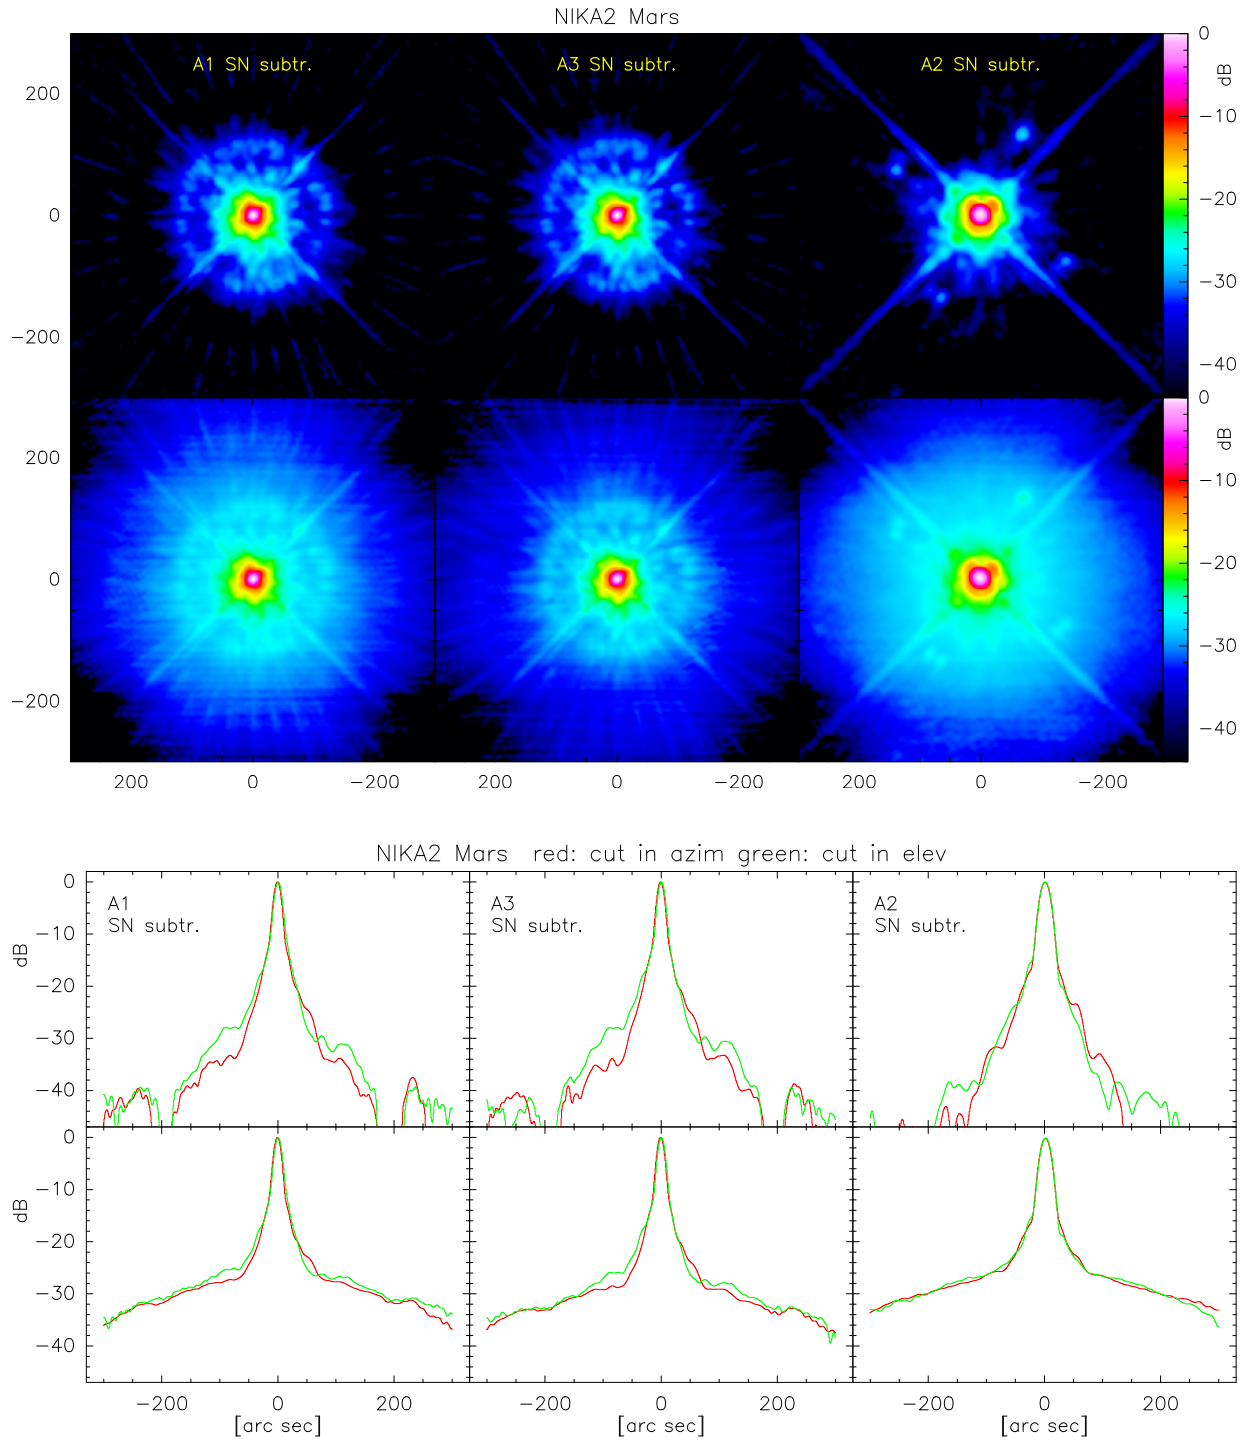 NIKA2 Mars
A1 SN subtr. A3 SN subtr. A2 SN subtr.
200
0
−200
0
dB
−10
−20
−30
−40
200
0
−200
0
dB
−10
−20
−30
−40
200 0 −200 200 0 −200 200 0 −200
NIKA2 Mars red: cut in azim green: cut in elev
A1
SN subtr.
A3
SN subtr.
A2
SN subtr.
dB
0
−10
−20
−30
−40
dB
0
−10
−20
−30
−40
−200 0 200 −200 0 200 −200 0 200
[arc sec] [arc sec] [arc sec]